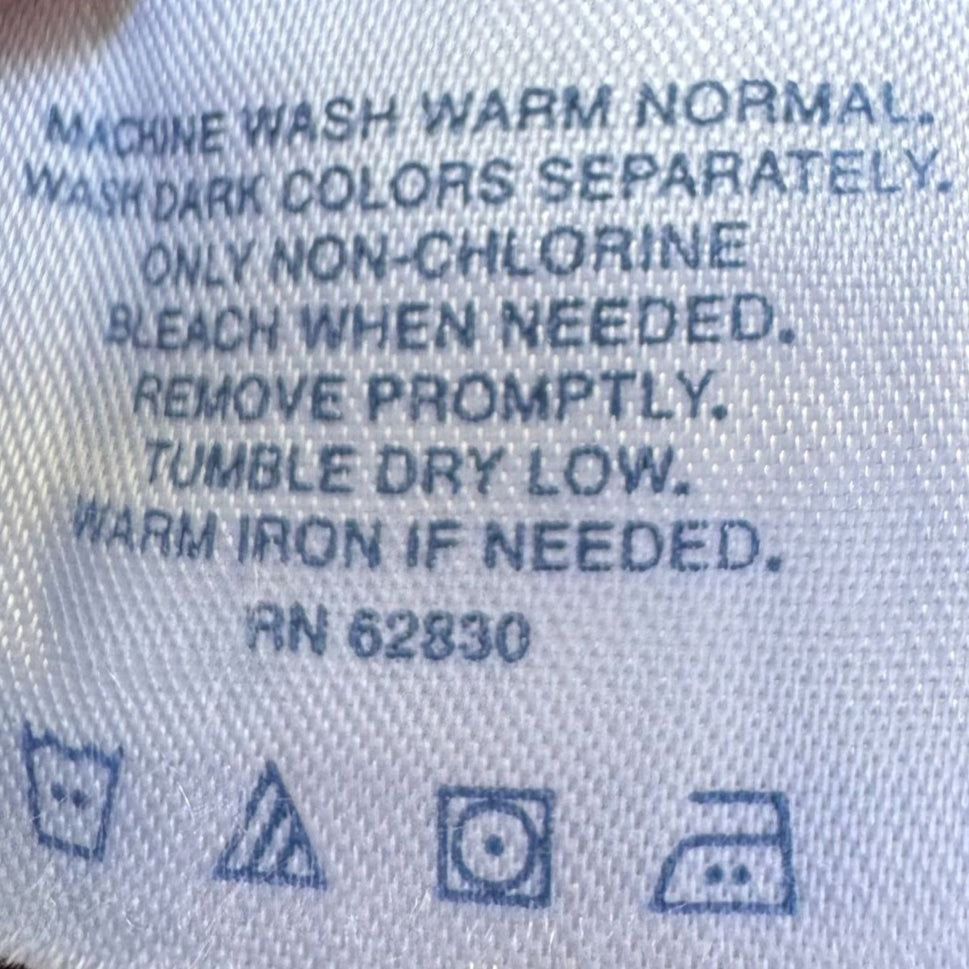 MACHINE WASH WARM NORMAL.
WASH DARK COLORS SEPARATELY.
ONLY NON-CHLORINE
BLEACH WHEN NEEDED.
REMOVE PROMPTLY.
TUMBLE DRY LOW.
WARM IRON IF NEEDED.
RN 62830